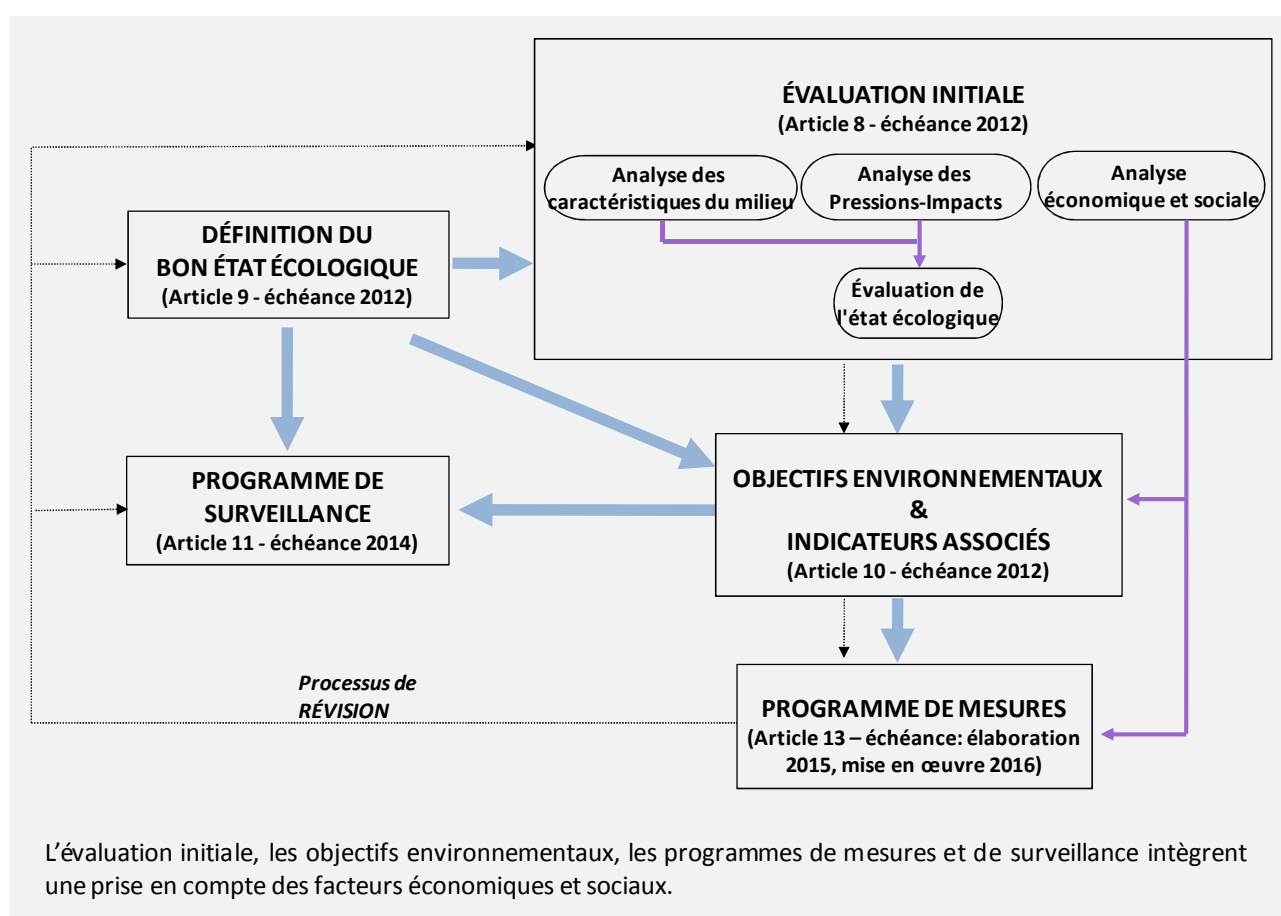 ÉVALUATION INITIALE
(Article 8 - échéance 2012)
Analyse des
caractéristiques du milieu
Analyse des
Pressions-Impacts
Analyse
économique et sociale
Évaluation de
l'état écologique
DÉFINITION DU
BON ÉTAT ÉCOLOGIQUE
(Article 9 - échéance 2012)
PROGRAMME DE
SURVEILLANCE
(Article 11 - échéance 2014)
OBJECTIFS ENVIRONNEMENTAUX
&
INDICATEURS ASSOCIÉS
(Article 10 - échéance 2012)
Processus de
RÉVISION
PROGRAMME DE MESURES
(Article 13 – échéance: élaboration
2015, mise en œuvre 2016)
L’évaluation initiale, les objectifs environnementaux, les programmes de mesures et de surveillance intègrent
une prise en compte des facteurs économiques et sociaux.